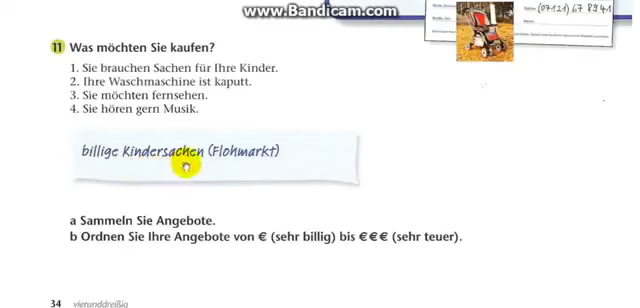 www.Bandicam.com
(07121) 67 8941
11 Was möchten Sie kaufen?
1. Sie brauchen Sachen für Ihre Kinder.
2. Ihre Waschmaschine ist kaputt.
3. Sie möchten fernsehen.
4. Sie hören gern Musik.
billige Kindersachen (Flohmarkt)
a Sammeln Sie Angebote.
b Ordnen Sie Ihre Angebote von € (sehr billig) bis €€€ (sehr teuer).
34 vierunddreißig